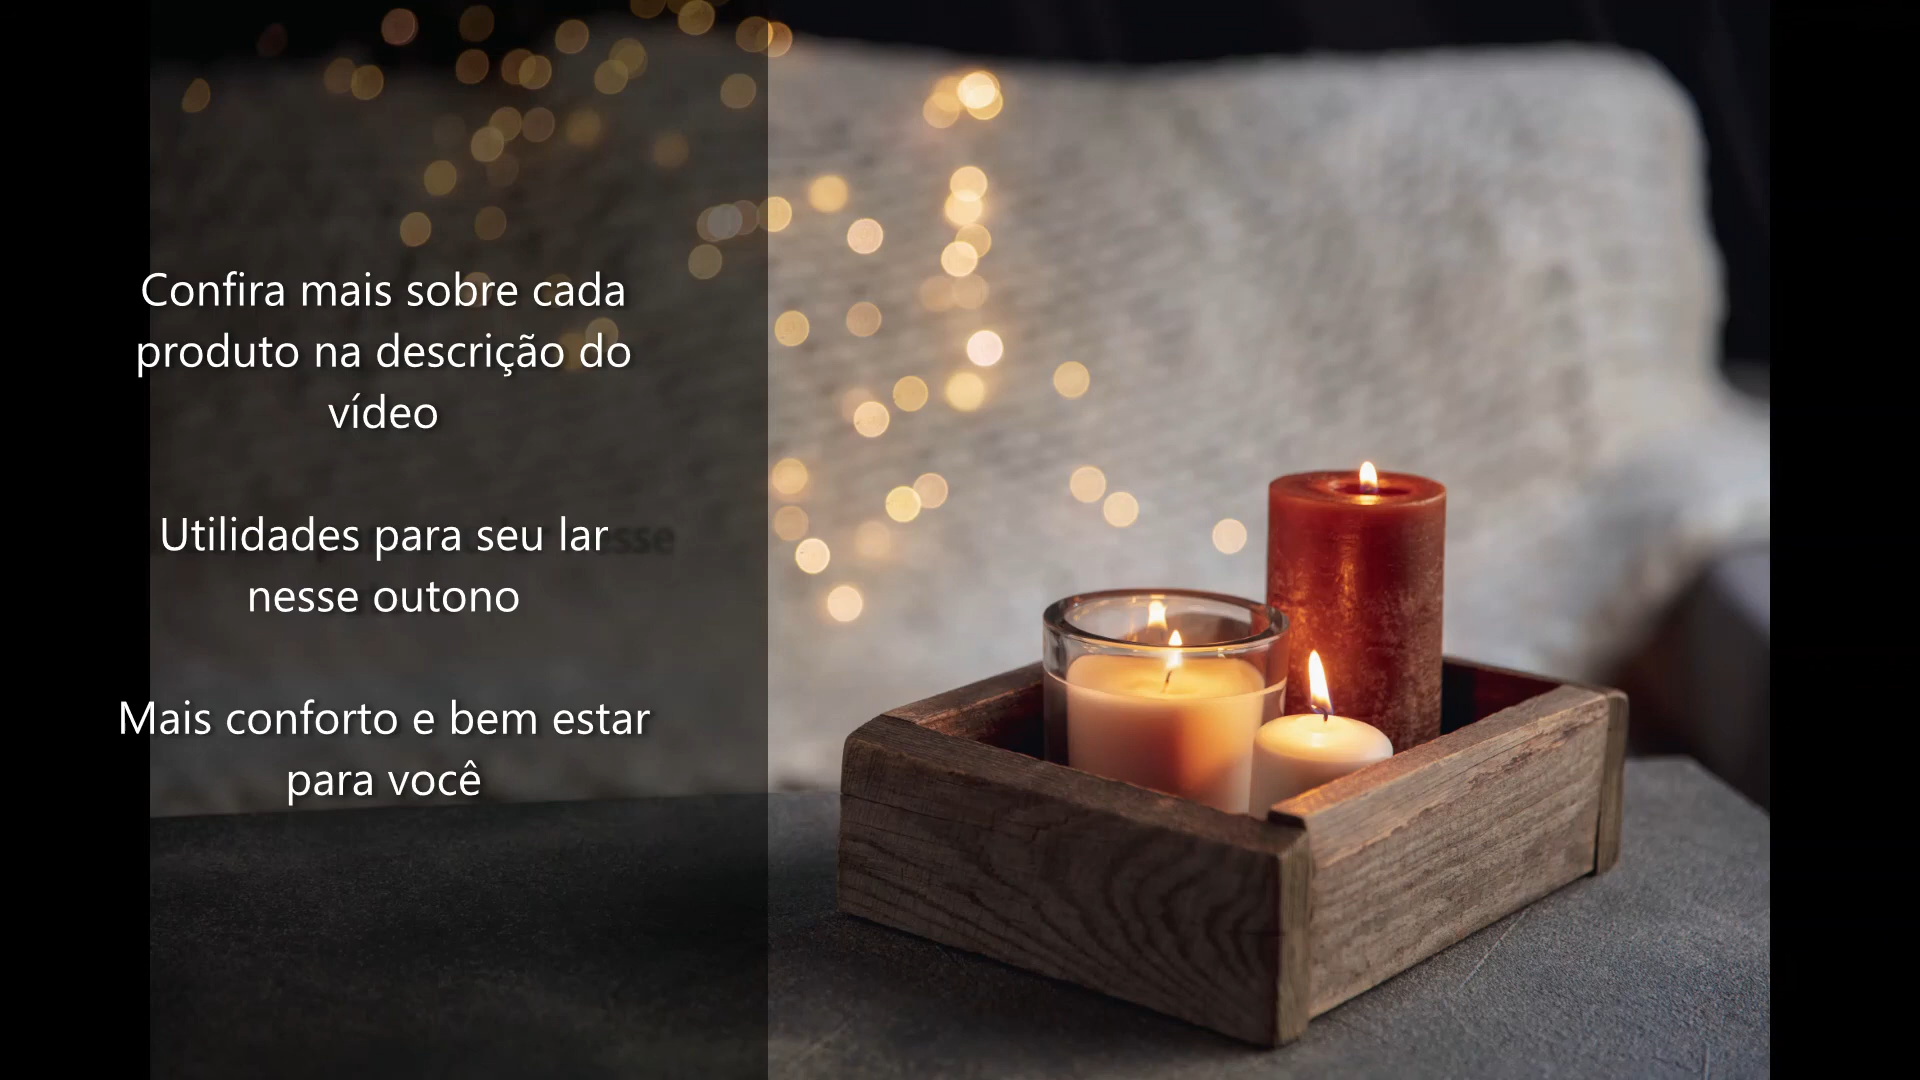 Confira mais sobre cada
produto na descrição do
vídeo
Utilidades para seu lar
nesse outono
Mais conforto e bem estar
para você